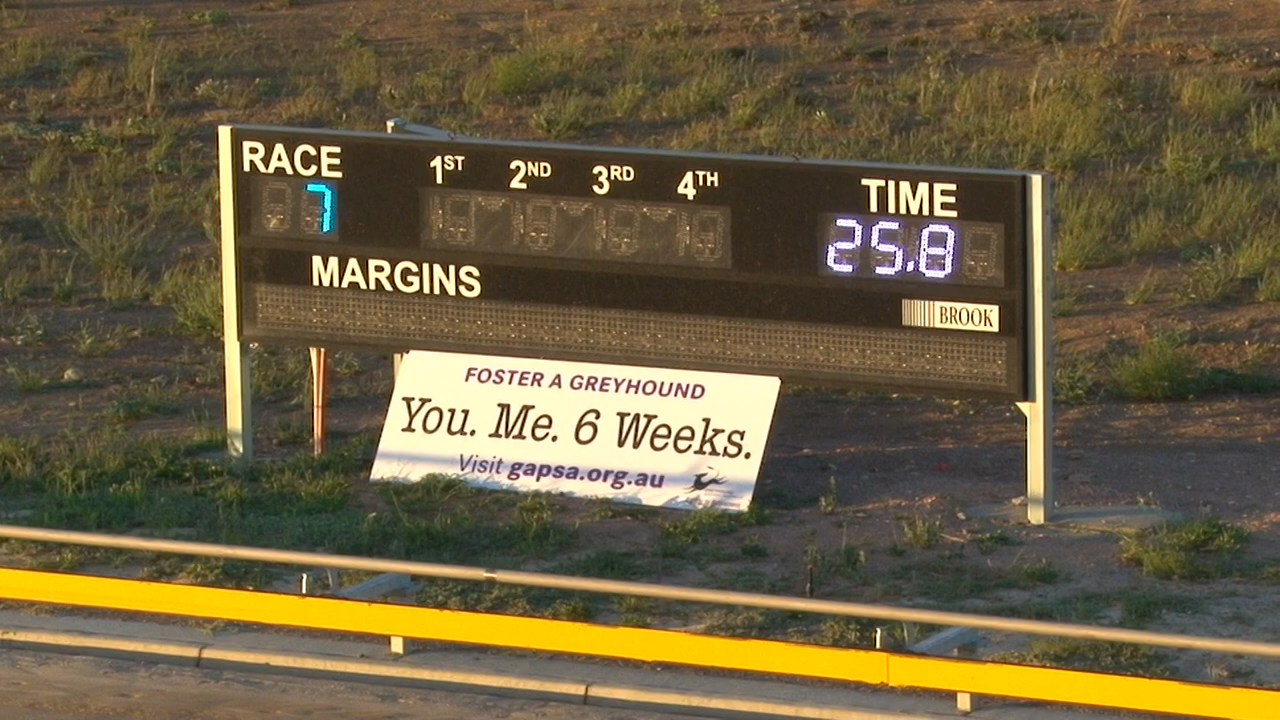 RACE 1ST 2ND 3RD 4TH TIME
7 25.8
MARGINS
BROOK
FOSTER A GREYHOUND
You. Me. 6 Weeks.
Visit gapsa.org.au